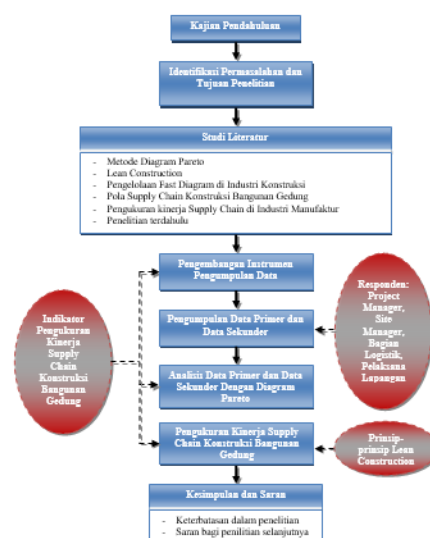 Kajian Pendahuluan
Identifikasi Permasalahan dan
Tujuan Penelitian
Studi Literatur
- Metode Diagram Pareto
- Lean Construction
- Pengelolaan Fast Diagram di Industri Konstruksi
- Pola Supply Chain Konstruksi Bangunan Gedung
- Pengukuran kinerja Supply Chain di Industri Manufaktur
- Penelitian terdahulu
Pengembangan Instrumen
Pengumpulan Data
Pengumpulan Data Primer dan
Data Sekunder
Analisis Data Primer dan Data
Sekunder Dengan Diagram
Pareto
Pengukuran Kinerja Supply
Chain Konstruksi Bangunan
Gedung
Indikator
Pengukuran
Kinerja
Supply
Chain
Konstruksi
Bangunan
Gedung
Responden:
Project
Manager,
Site
Manager,
Bagian
Logistik,
Pelaksana
Lapangan
Prinsip-
prinsip Lean
Construction
Kesimpulan dan Saran
- Keterbatasan dalam penelitian
- Saran bagi penilitian selanjutnya